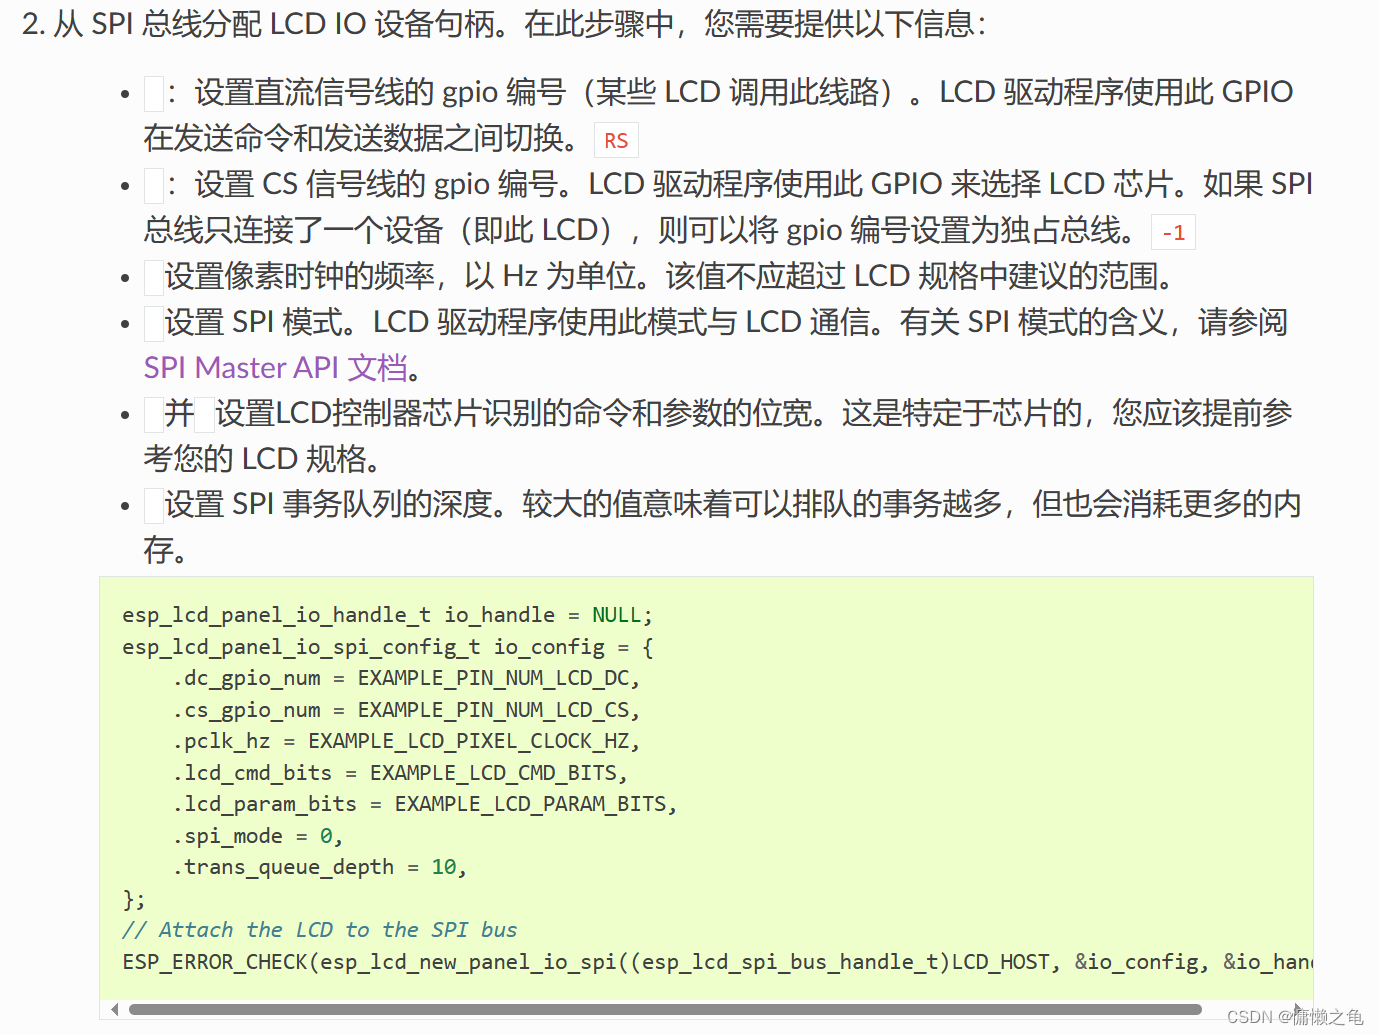 2. 从 SPI 总线分配 LCD IO 设备句柄。在此步骤中，您需要提供以下信息：
• ：设置直流信号线的 gpio 编号（某些 LCD 调用此线路）。LCD 驱动程序使用此 GPIO
在发送命令和发送数据之间切换。 RS
• ：设置 CS 信号线的 gpio 编号。LCD 驱动程序使用此 GPIO 来选择 LCD 芯片。如果 SPI
总线只连接了一个设备（即此 LCD），则可以将 gpio 编号设置为独占总线。 -1
• 设置像素时钟的频率，以 Hz 为单位。该值不应超过 LCD 规格中建议的范围。
• 设置 SPI 模式。LCD 驱动程序使用此模式与 LCD 通信。有关 SPI 模式的含义，请参阅
SPI Master API 文档。
• 并 设置LCD控制器芯片识别的命令和参数的位宽。这是特定于芯片的，您应该提前参
考您的 LCD 规格。
• 设置 SPI 事务队列的深度。较大的值意味着可以排队的事务越多，但也会消耗更多的内
存。
esp_lcd_panel_io_handle_t io_handle = NULL;
esp_lcd_panel_io_spi_config_t io_config = {
    .dc_gpio_num = EXAMPLE_PIN_NUM_LCD_DC,
    .cs_gpio_num = EXAMPLE_PIN_NUM_LCD_CS,
    .pclk_hz = EXAMPLE_LCD_PIXEL_CLOCK_HZ,
    .lcd_cmd_bits = EXAMPLE_LCD_CMD_BITS,
    .lcd_param_bits = EXAMPLE_LCD_PARAM_BITS,
    .spi_mode = 0,
    .trans_queue_depth = 10,
};
// Attach the LCD to the SPI bus
ESP_ERROR_CHECK(esp_lcd_new_panel_io_spi((esp_lcd_spi_bus_handle_t)LCD_HOST, &io_config, &io_han
CSDN @慵懒之龟